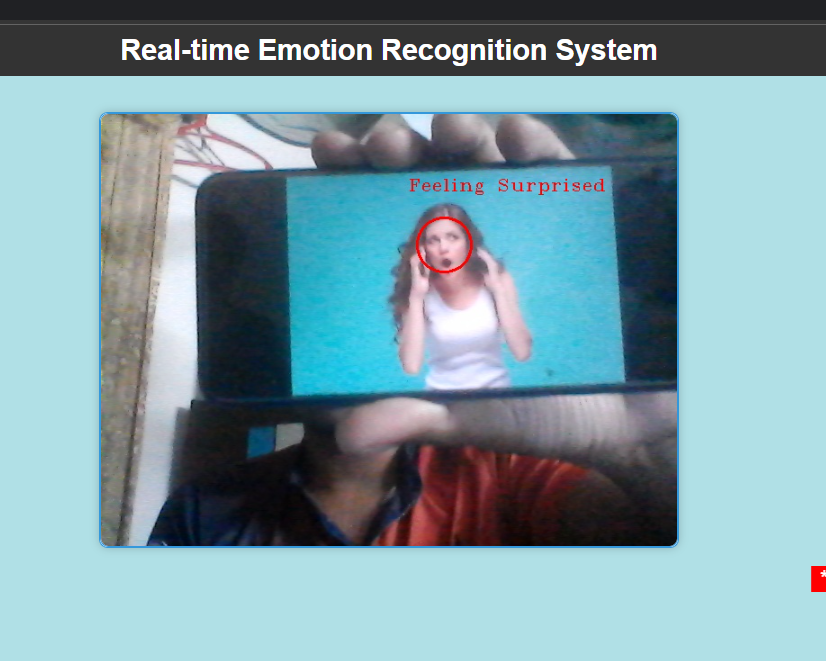 Real-time Emotion Recognition System
Feeling Surprised
*